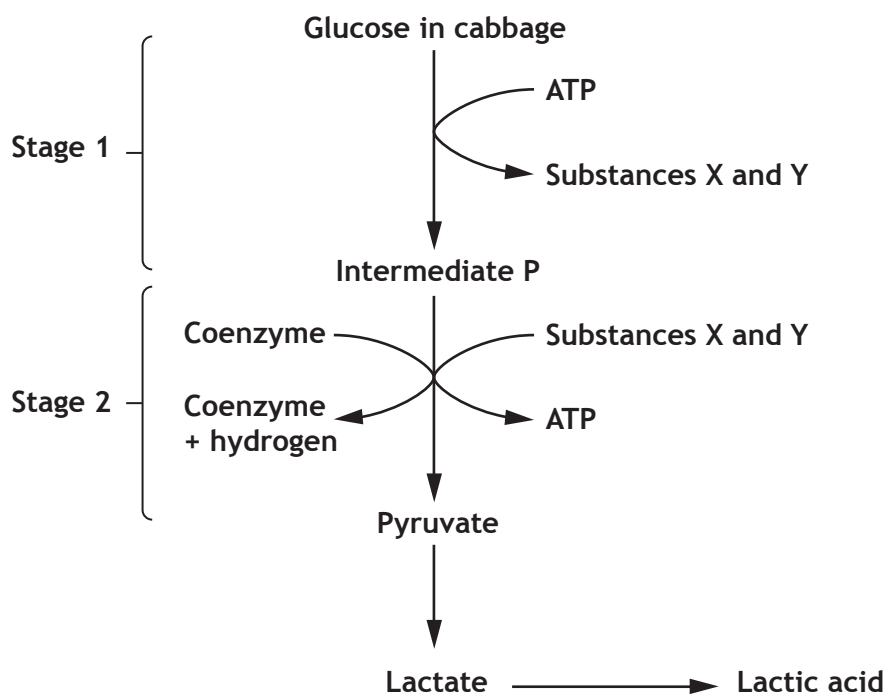 Glucose in cabbage
ATP
Stage 1
Substances X and Y
Intermediate P
Coenzyme
Substances X and Y
Stage 2
Coenzyme
+ hydrogen
ATP
Pyruvate
Lactate
Lactic acid